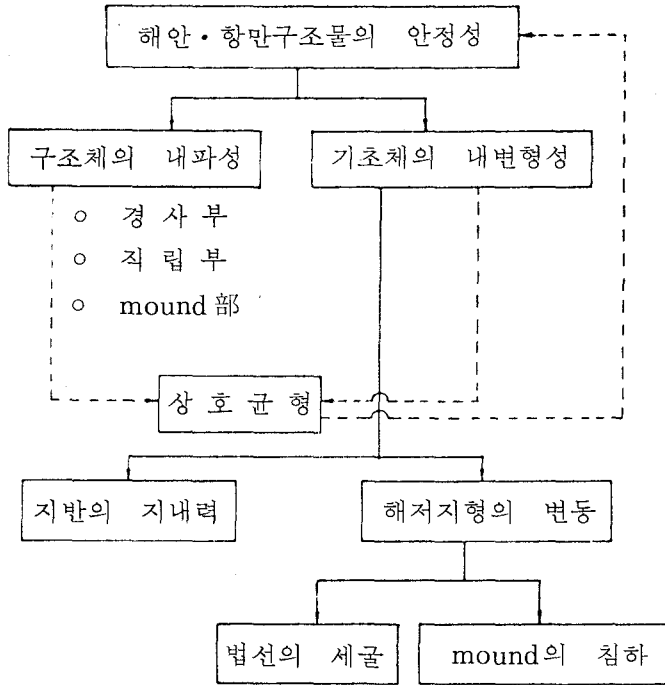 해안・항만구조물의 안정성
구조체의 내파성
기초체의 내변형성
○ 경 사 부
○ 직 립 부
○ mound 部
상 호 균 형
지반의 지내력
해저지형의 변동
법선의 세굴
mound의 침하